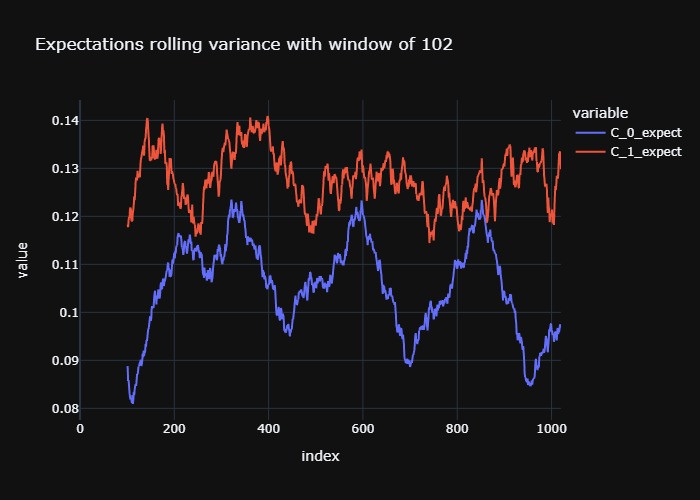 Expectations rolling variance with window of 102
variable
C_0_expect
C_1_expect
0.14
0.13
0.12
0.11
0.1
0.09
0.08
value
0
200
400
600
800
1000
index